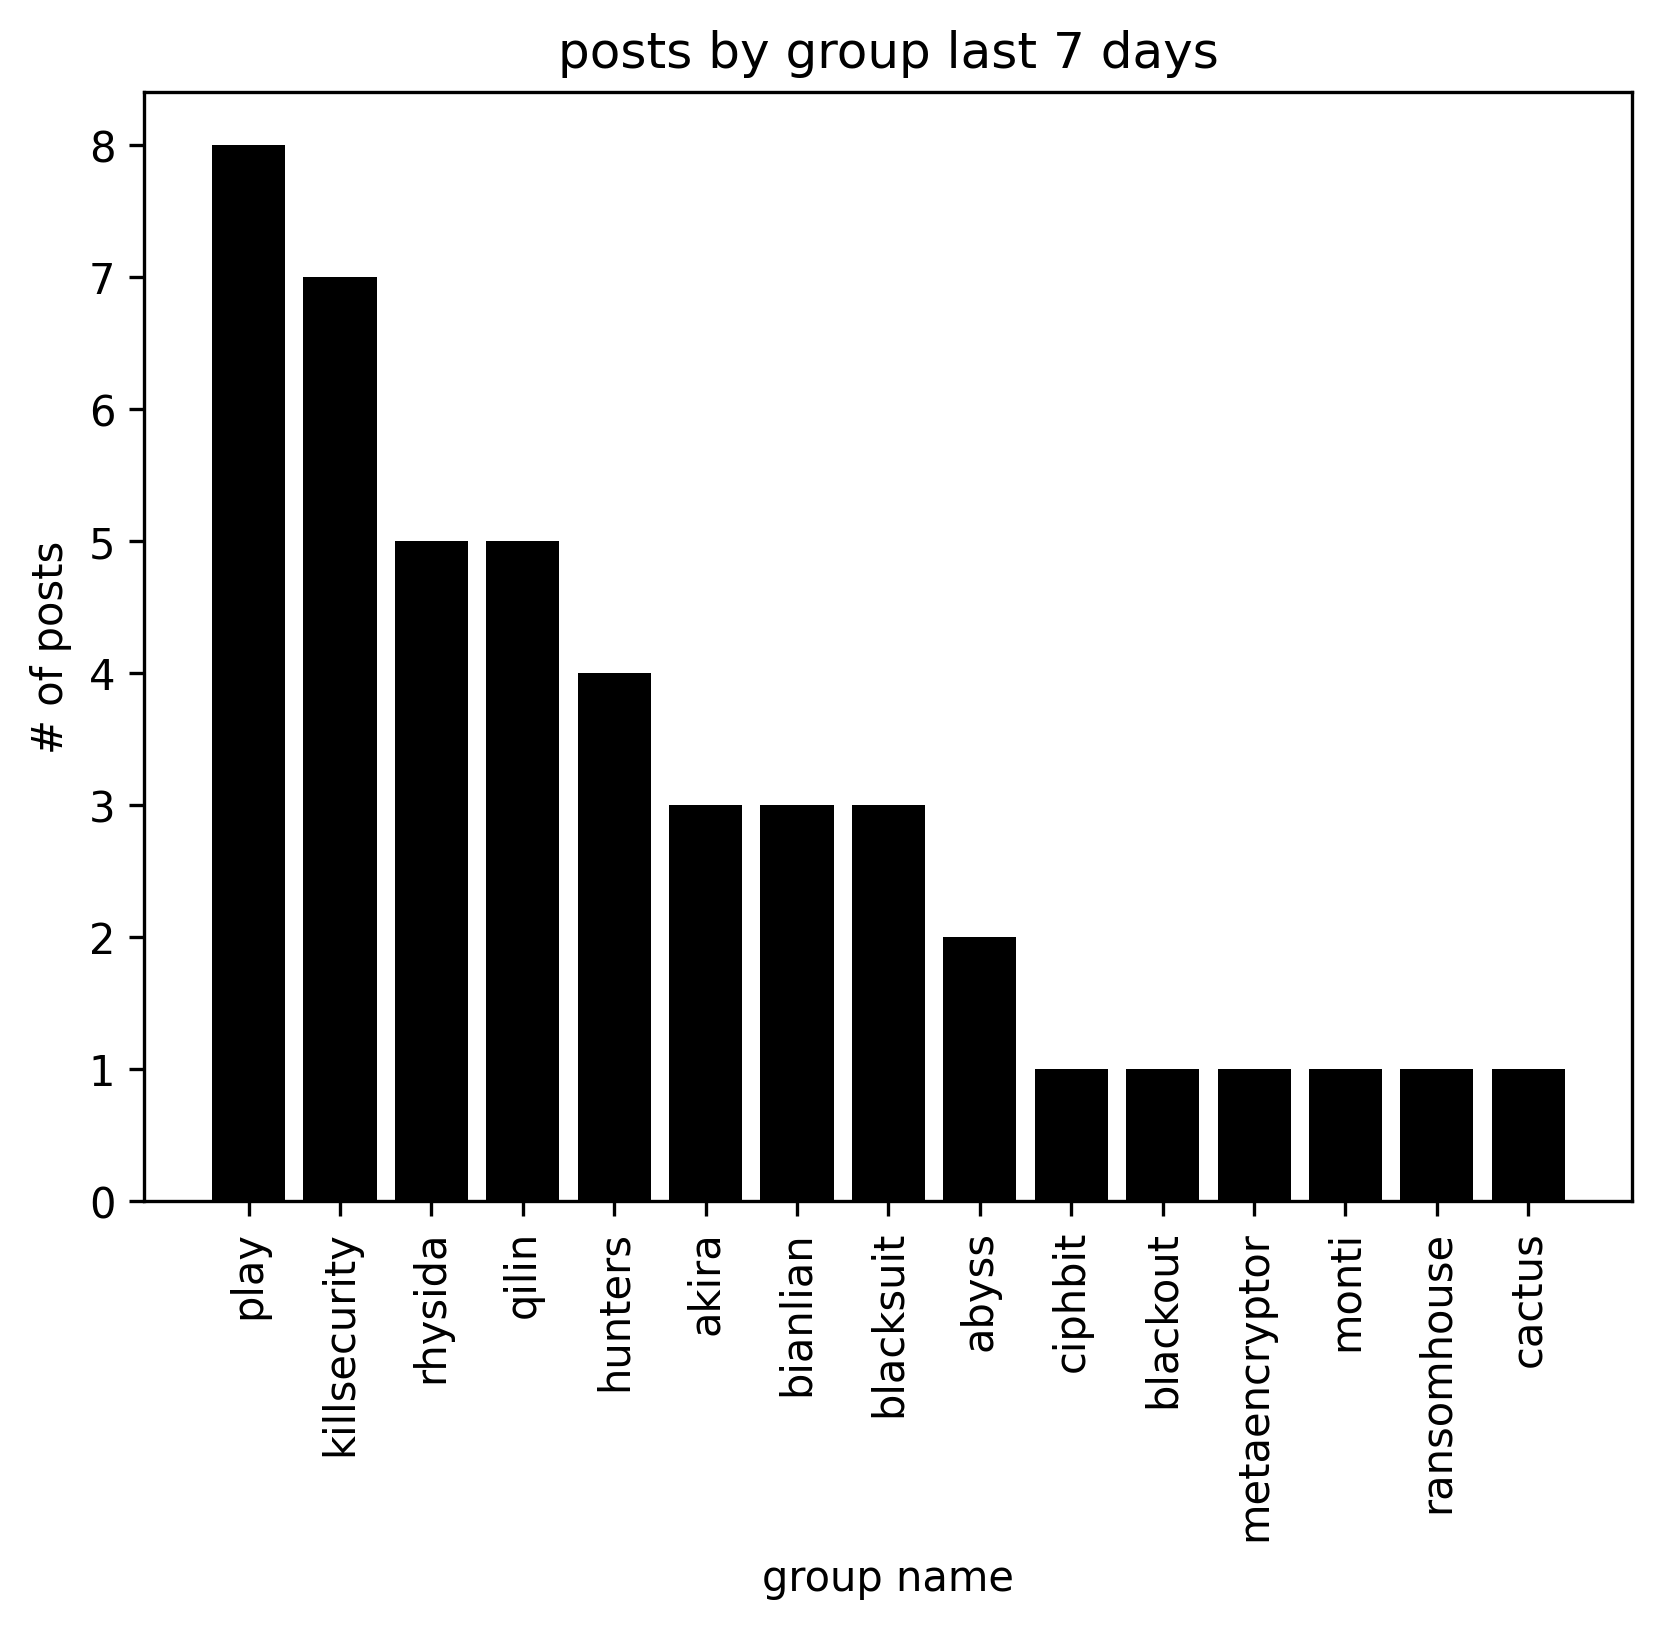 posts by group last 7 days
8
7
6
5
4
3
2
1
0
# of posts
play
killsecurity
rhysida
qilin
hunters
akira
bianlian
blacksuit
abyss
ciphbit
blackout
metaencryptor
monti
ransomhouse
cactus
group name